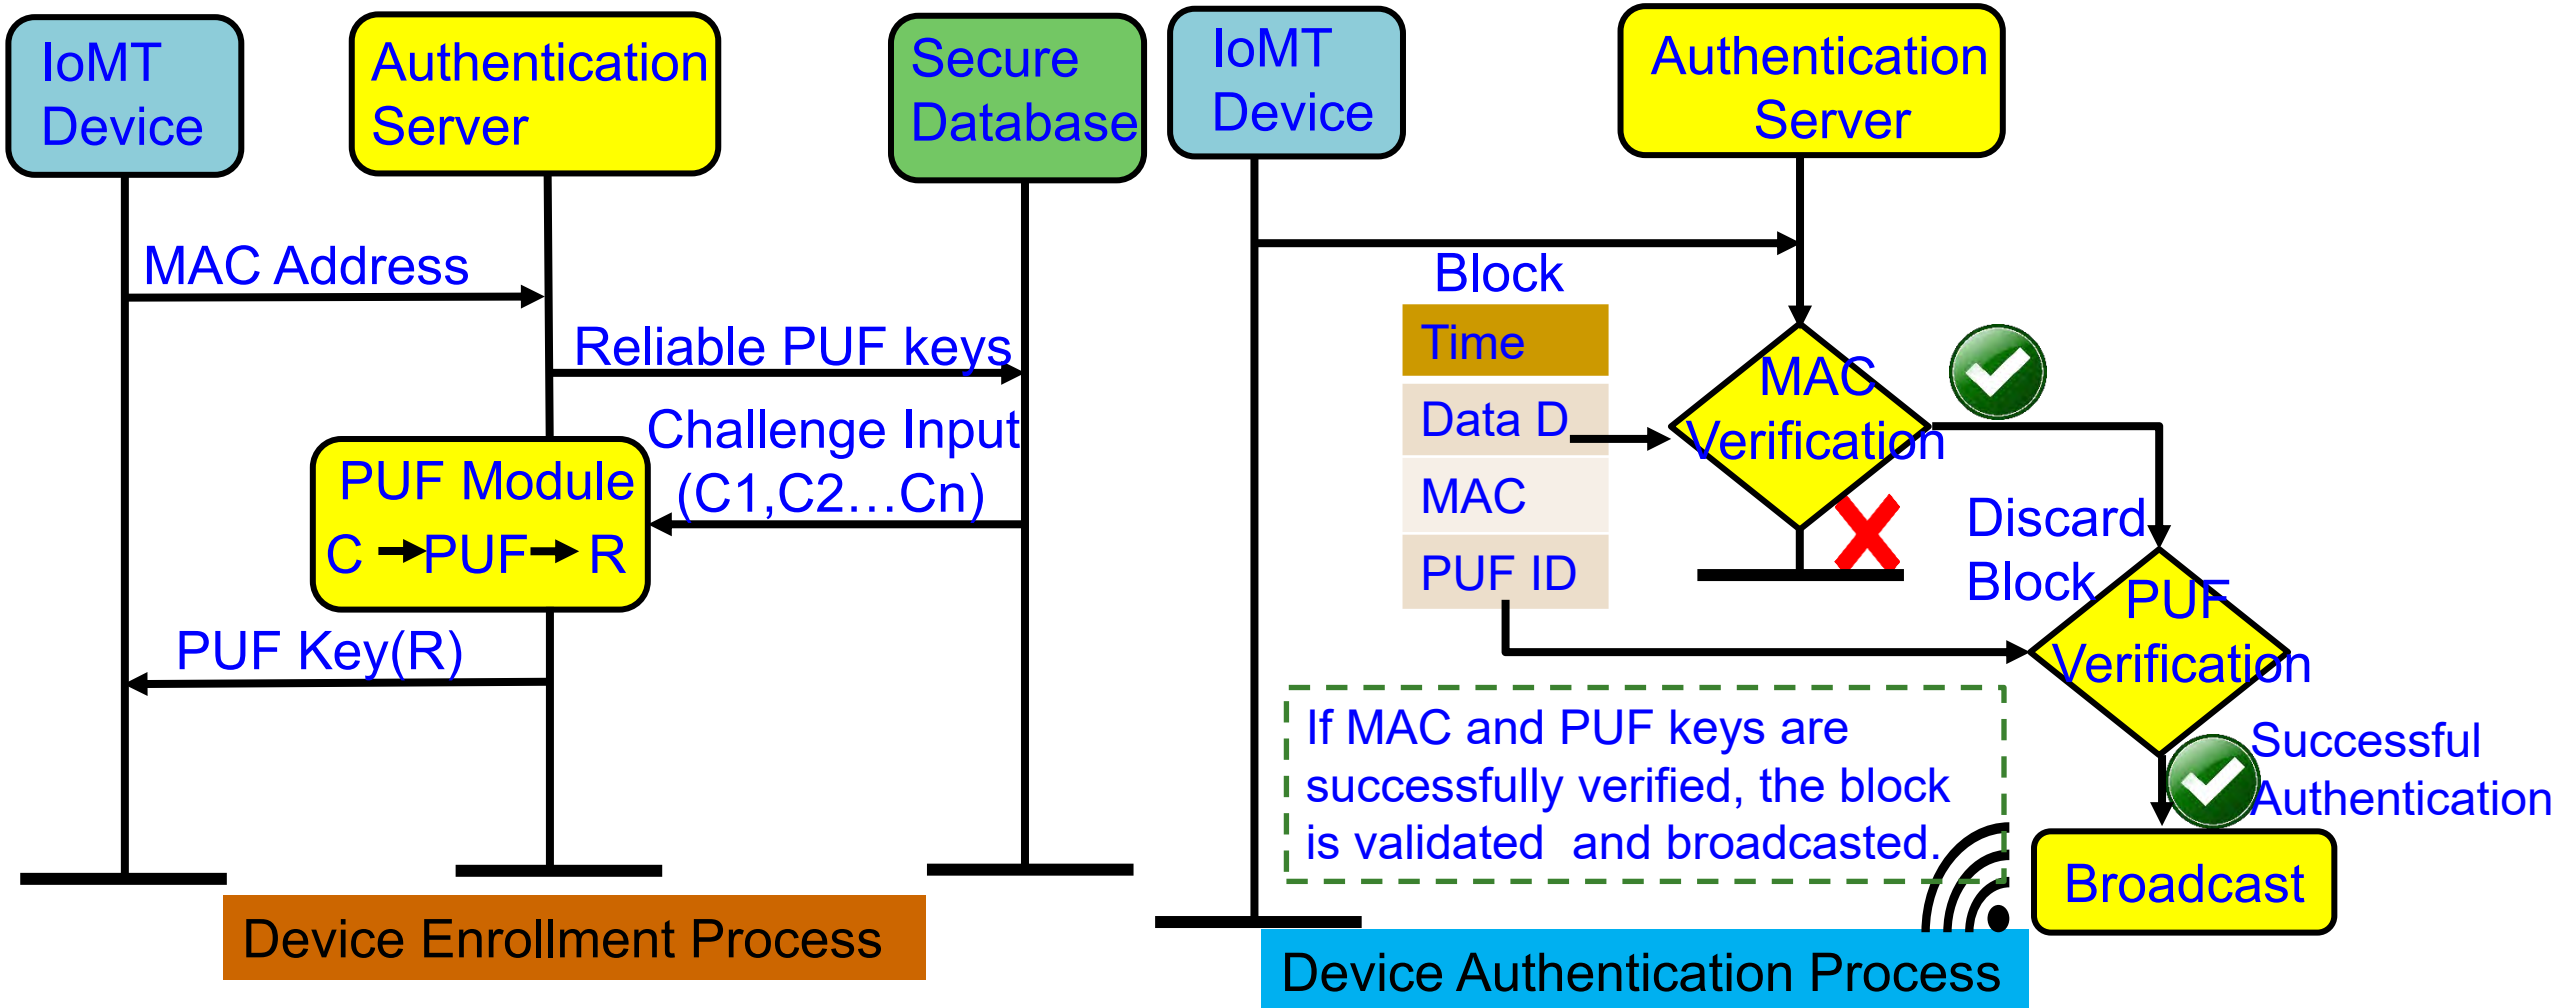 IoMT
Device
Authentication
Server
Secure
Database
MAC Address
Reliable PUF keys
Challenge Input
(C1,C2...Cn)
PUF Module
C PUF R
PUF Key(R)
Device Enrollment Process
IoMT
Device
Authentication
Server
Block
Time
Data D
MAC
PUF ID
MAC
Verification
Discard
Block
PUF
Verification
If MAC and PUF keys are
successfully verified, the block
is validated and broadcasted.
Successful
Authentication
Broadcast
Device Authentication Process